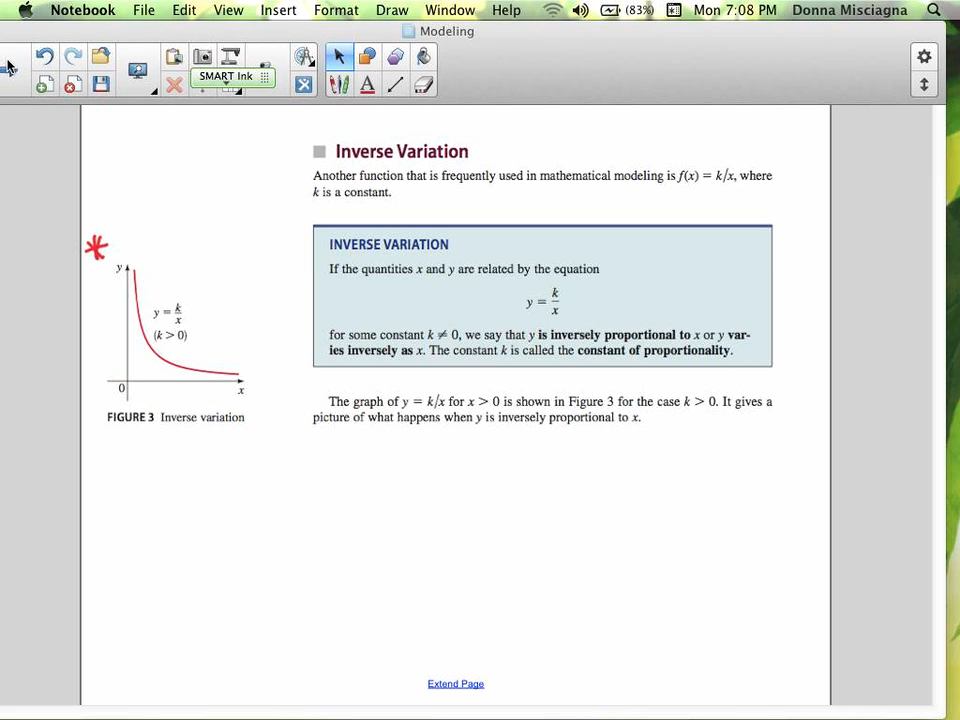 Notebook File Edit View Insert Format Draw Window Help (83%) Mon 7:08 PM Donna Misciagna
Modeling
SMART Ink
A
Inverse Variation
Another function that is frequently used in mathematical modeling is f(x) = k/x, where
k is a constant.
INVERSE VARIATION
If the quantities x and y are related by the equation
y = k/x
for some constant k ≠ 0, we say that y is inversely proportional to x or y var-
ies inversely as x. The constant k is called the constant of proportionality.
*
y
y = k/x
(k > 0)
0
x
FIGURE 3 Inverse variation
The graph of y = k/x for x > 0 is shown in Figure 3 for the case k > 0. It gives a
picture of what happens when y is inversely proportional to x.
Extend Page